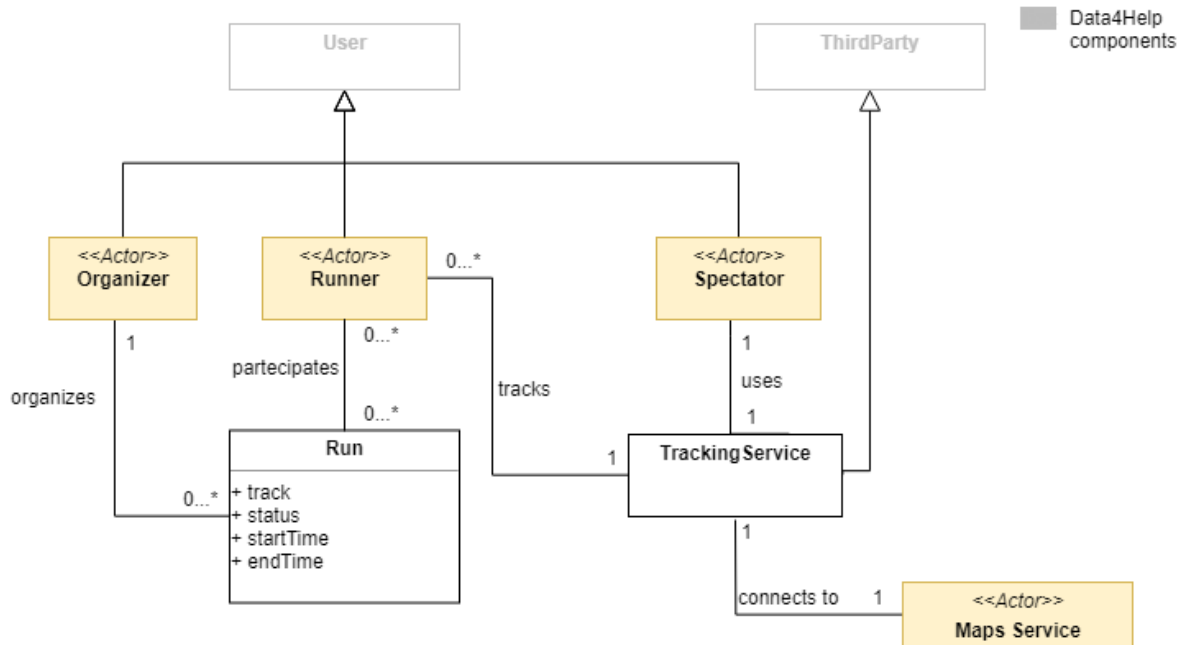 Data4Help
components
User
ThirdParty
<<Actor>>
Organizer
<<Actor>>
Runner
<<Actor>>
Spectator
0...*
1
0...*
1
partecipates
uses
organizes
tracks
0...*
1
Run
TrackingService
1
0...*
+ track
+ status
+ startTime
+ endTime
1
connects to
1
<<Actor>>
Maps Service